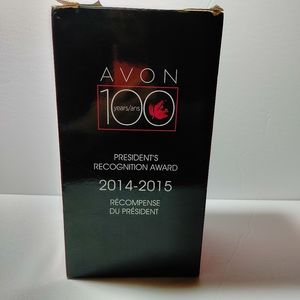 AVON
100
years/ans
PRESIDENT'S
RECOGNITION AWARD
2014-2015
RÉCOMPENSE
DU PRÉSIDENT